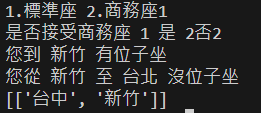 1.標準座 2.商務座1
是否接受商務座 1 是 2否2
您到 新竹 有位子坐
您從 新竹 至 台北 沒位子坐
[['台中', '新竹']]